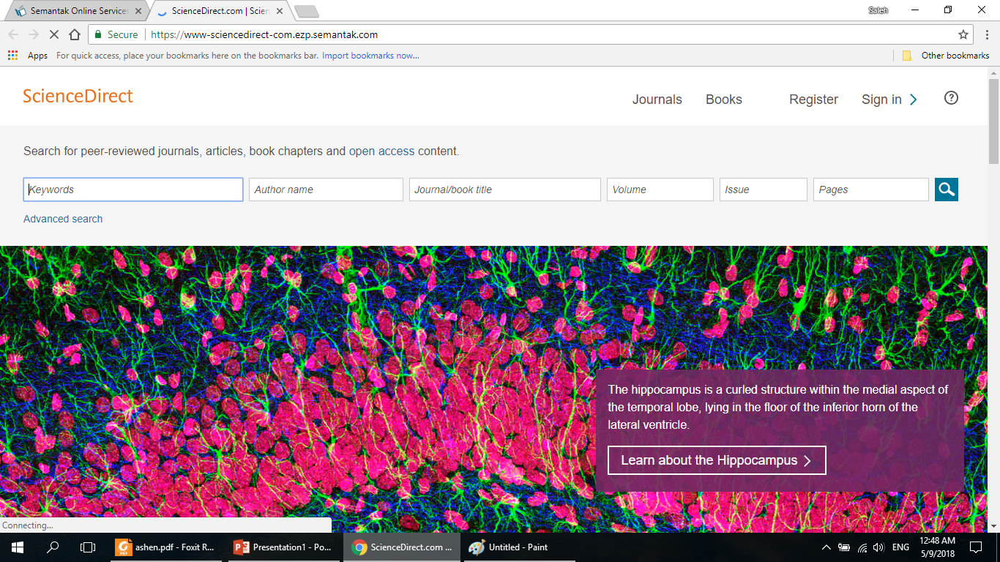 Semantak Online Services
ScienceDirect.com | Scien
Saleh
Secure
https://www-sciencedirect-com.ezp.semantak.com
Apps
For quick access, place your bookmarks here on the bookmarks bar. Import bookmarks now...
Other bookmarks
ScienceDirect
Journals
Books
Register
Sign in
?
Search for peer-reviewed journals, articles, book chapters and open access content.
Keywords
Author name
Journal/book title
Volume
Issue
Pages
Advanced search
The hippocampus is a curled structure within the medial aspect of
the temporal lobe, lying in the floor of the inferior horn of the
lateral ventricle.
Learn about the Hippocampus
Connecting...
PDF
ashen.pdf - Foxit R...
Presentation1 - Po...
ScienceDirect.com ...
Untitled - Paint
ENG
12:48 AM
5/9/2018